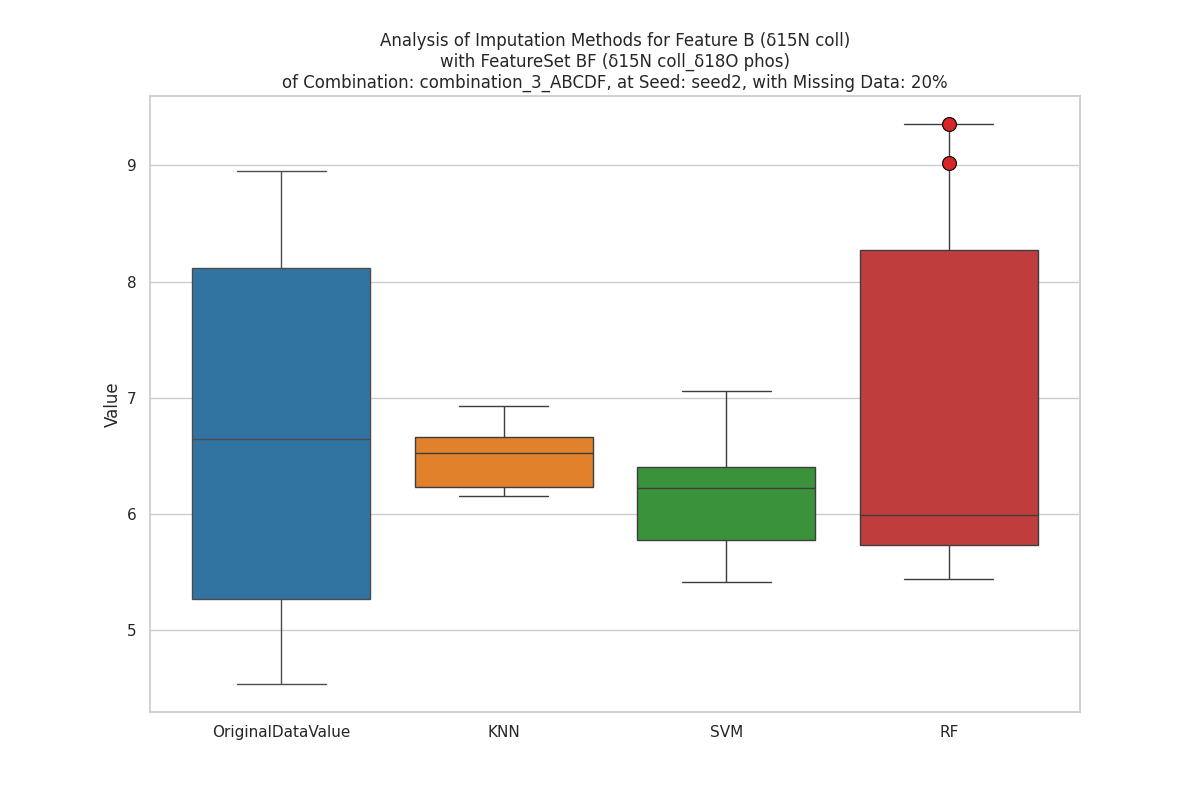 Analysis of Imputation Methods for Feature B (δ15N coll)
with FeatureSet BF (δ15N coll_δ18O phos)
of Combination: combination_3_ABCDF, at Seed: seed2, with Missing Data: 20%
9
8
7
6
5
Value
OriginalDataValue
KNN
SVM
RF